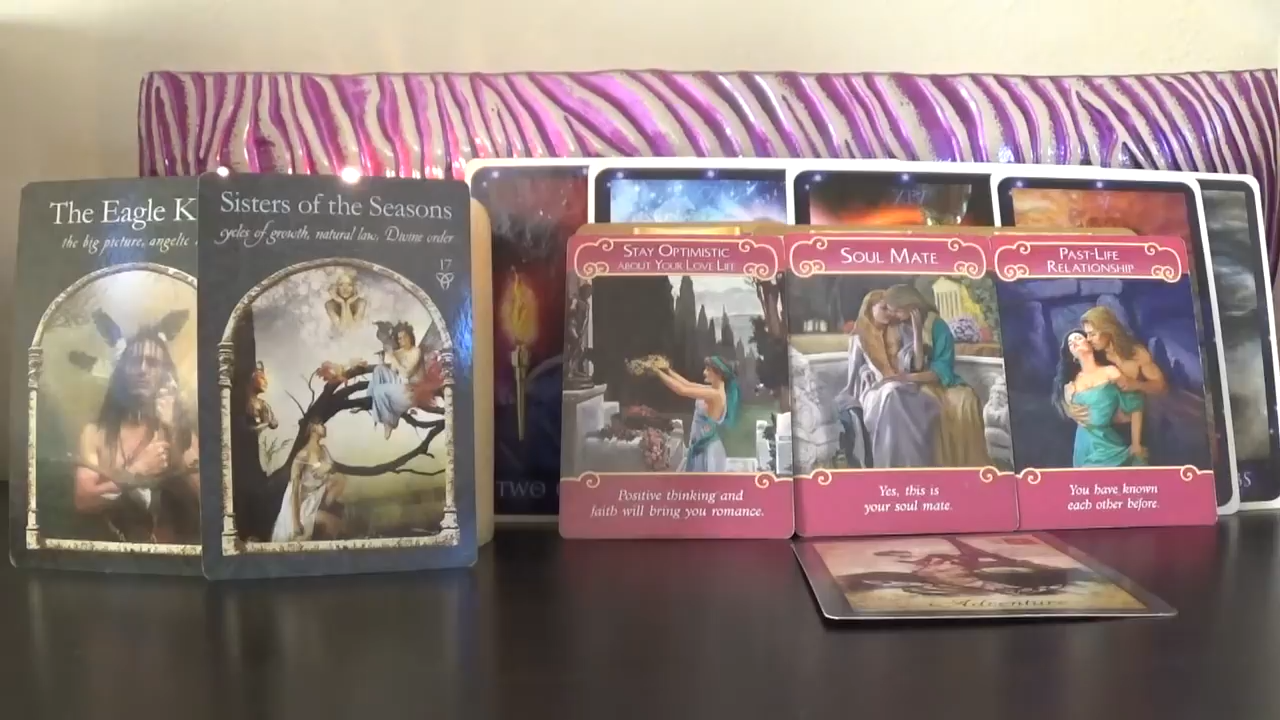 The Eagle K
the big picture, angelic
Sisters of the Seasons
cycles of growth, natural law, Divine order
17
TWO
STAY OPTIMISTIC
ABOUT YOUR LOVE LIFE
Positive thinking and
faith will bring you romance.
SOUL MATE
Yes, this is
your soul mate.
PAST-LIFE
RELATIONSHIP
You have known
each other before.
Adventure